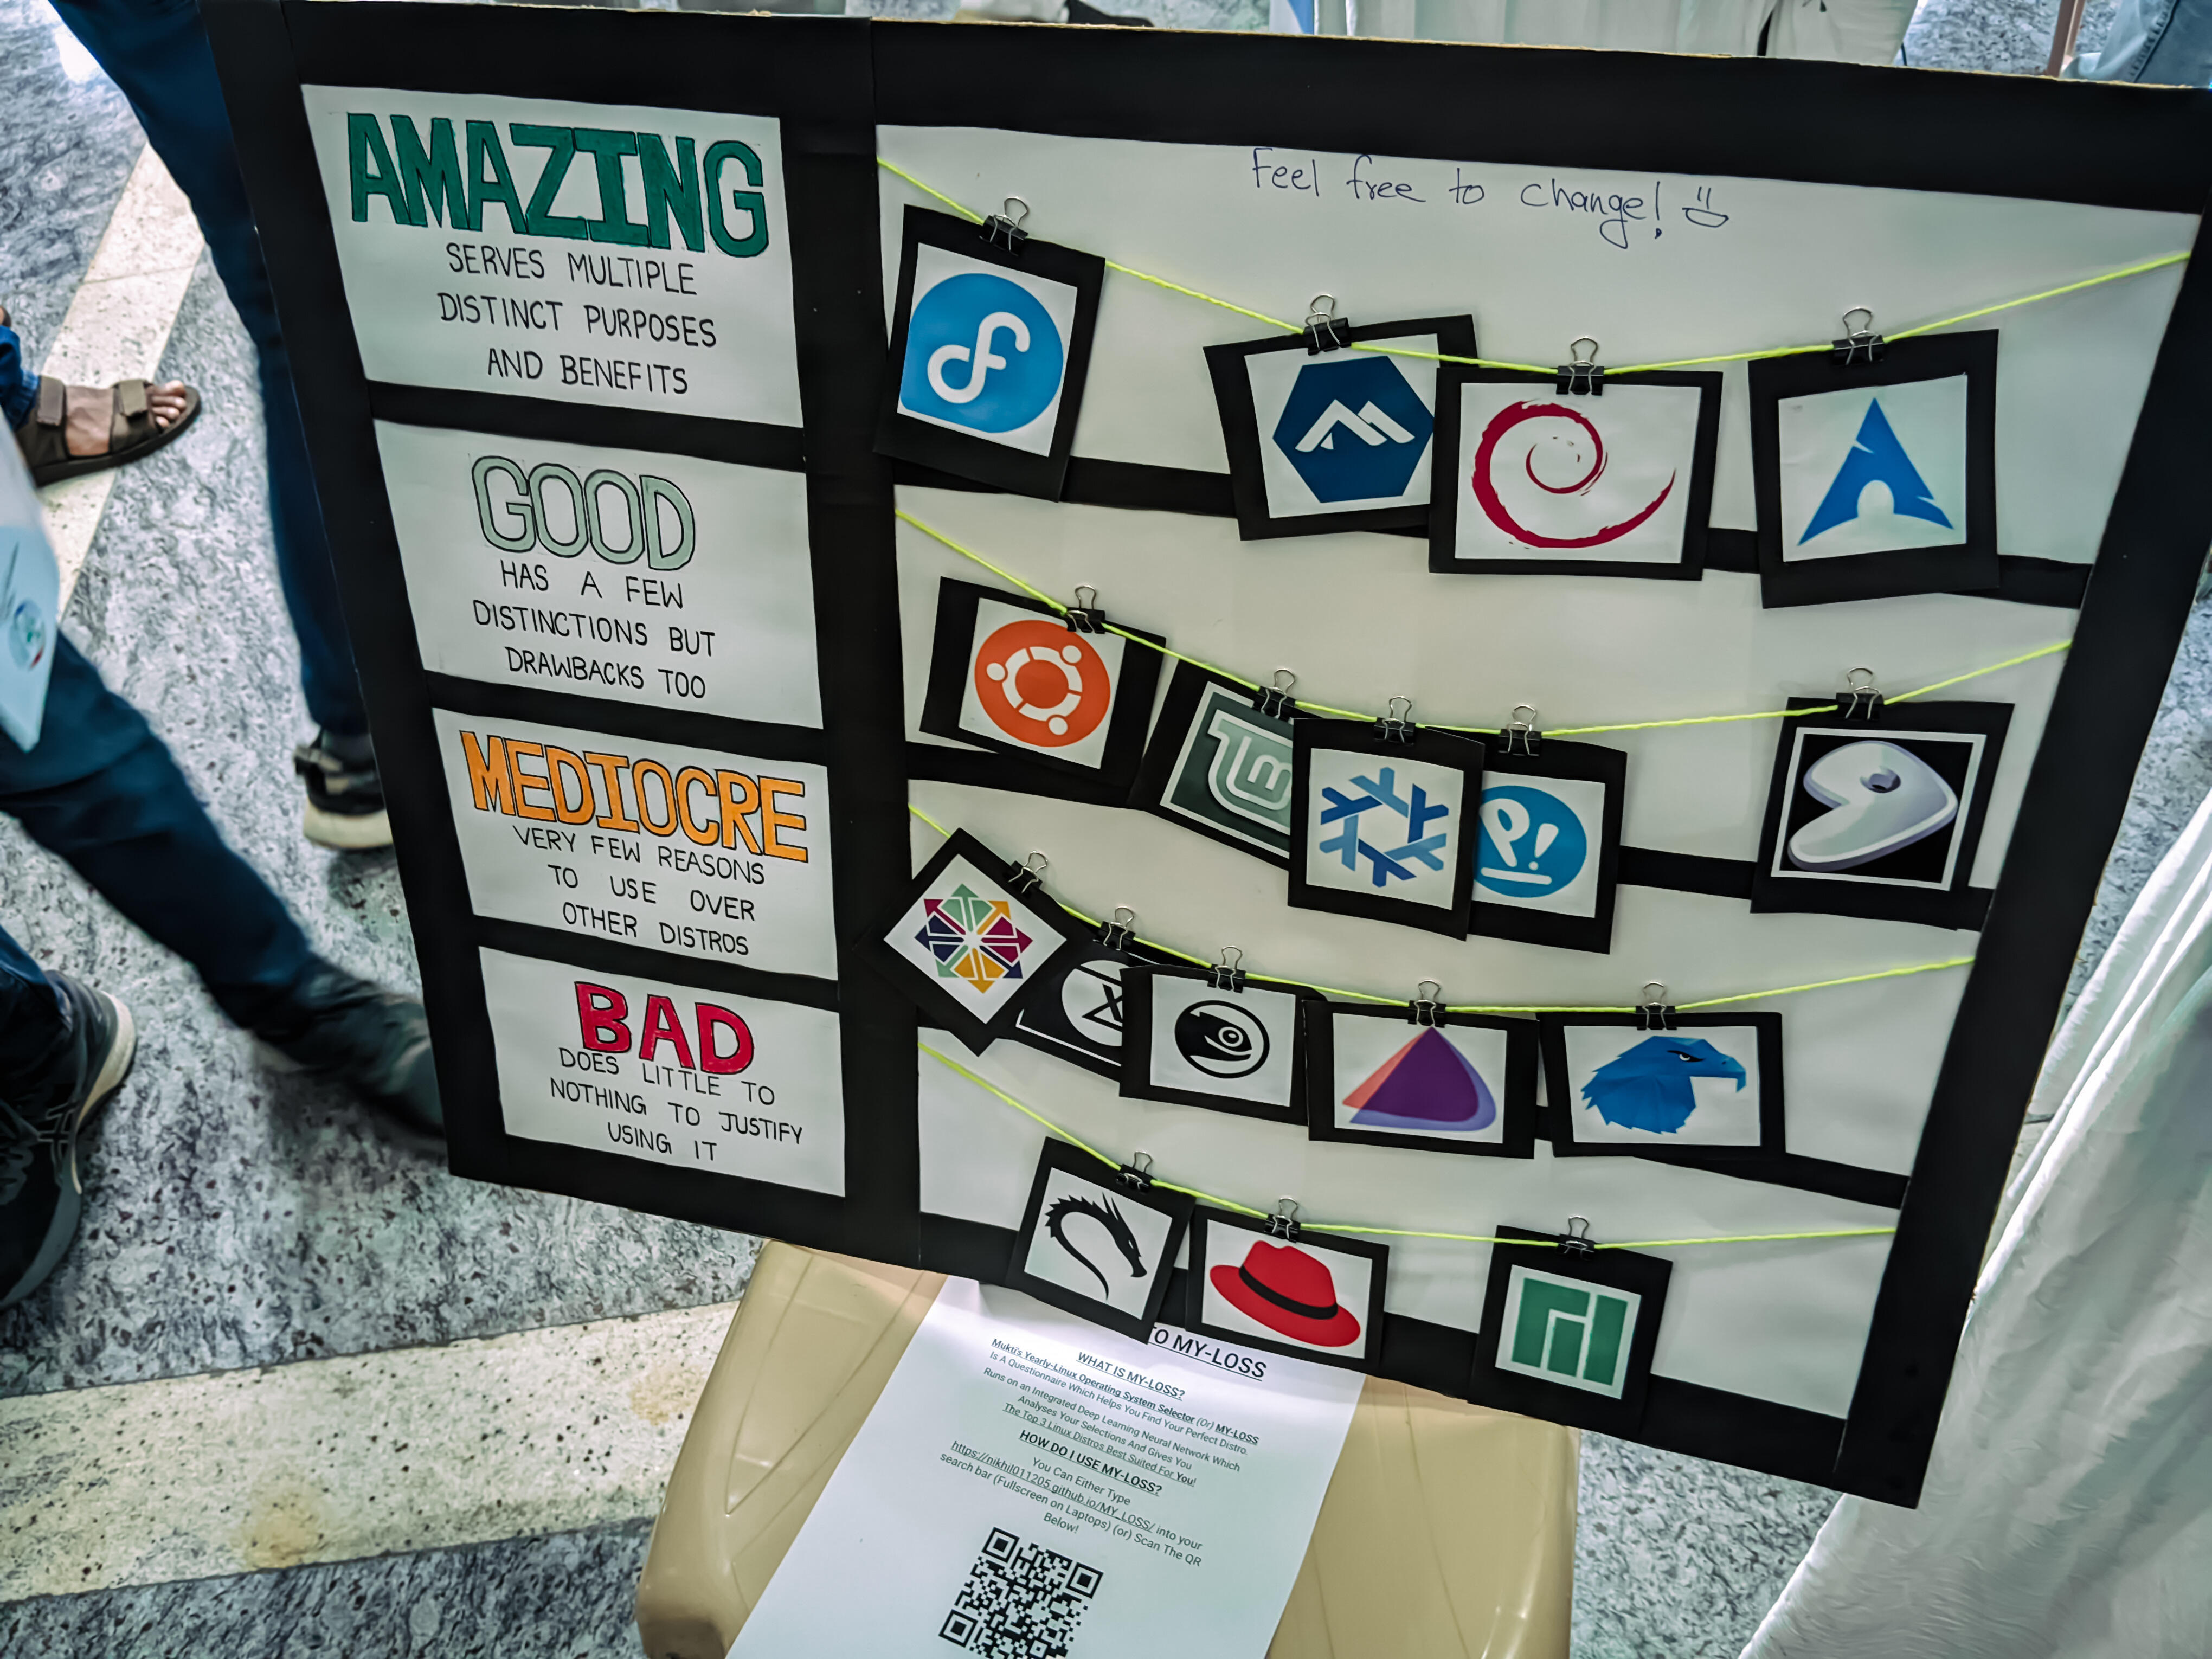 AMAZING
SERVES MULTIPLE
DISTINCT PURPOSES
AND BENEFITS
Feel free to change!
GOOD
HAS A FEW
DISTINCTIONS BUT
DRAWBACKS TOO
MEDIOCRE
VERY FEW REASONS
TO USE OVER
OTHER DISTROS
BAD
DOES LITTLE TO
NOTHING TO JUSTIFY
USING IT
P!
TO MY-LOSS
WHAT IS MY-LOSS?
Mukti's Yearly-Linux Operating System Selector (Or) MY-LOSS
Is A Questionnaire Which Helps You Find Your Perfect Distro.
Runs on an Integrated Deep Learning Neural Network Which
Analyses Your Selections And Gives You
The Top 3 Linux Distros Best Suited For You!
HOW DO I USE MY-LOSS?
You Can Either Type
https://nikhil011205.github.io/MY_LOSS/ into your
search bar (Fullscreen on Laptops) (or) Scan The QR
Below!